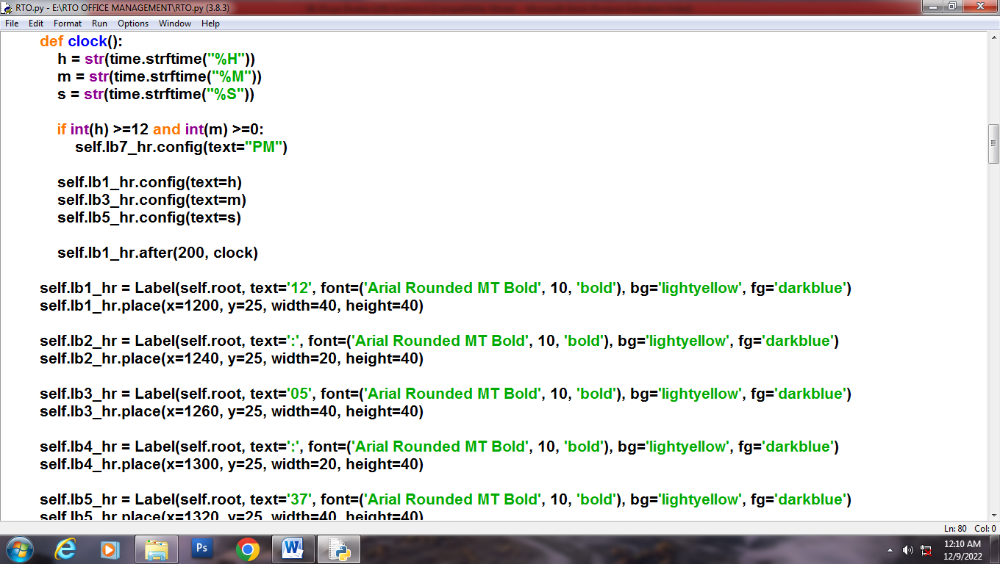 RTO.py - E:\RTO OFFICE MANAGEMENT\RTO.py (3.8.3)
File Edit Format Run Options Window Help
def clock():
    h = str(time.strftime("%H"))
    m = str(time.strftime("%M"))
    s = str(time.strftime("%S"))

    if int(h) >=12 and int(m) >=0:
        self.lb7_hr.config(text="PM")

    self.lb1_hr.config(text=h)
    self.lb3_hr.config(text=m)
    self.lb5_hr.config(text=s)

    self.lb1_hr.after(200, clock)

self.lb1_hr = Label(self.root, text='12', font=('Arial Rounded MT Bold', 10, 'bold'), bg='lightyellow', fg='darkblue')
self.lb1_hr.place(x=1200, y=25, width=40, height=40)

self.lb2_hr = Label(self.root, text=':', font=('Arial Rounded MT Bold', 10, 'bold'), bg='lightyellow', fg='darkblue')
self.lb2_hr.place(x=1240, y=25, width=20, height=40)

self.lb3_hr = Label(self.root, text='05', font=('Arial Rounded MT Bold', 10, 'bold'), bg='lightyellow', fg='darkblue')
self.lb3_hr.place(x=1260, y=25, width=40, height=40)

self.lb4_hr = Label(self.root, text=':', font=('Arial Rounded MT Bold', 10, 'bold'), bg='lightyellow', fg='darkblue')
self.lb4_hr.place(x=1300, y=25, width=20, height=40)

self.lb5_hr = Label(self.root, text='37', font=('Arial Rounded MT Bold', 10, 'bold'), bg='lightyellow', fg='darkblue')
self.lb5_hr.place(x=1320, y=25, width=40, height=40)
Ln: 80 Col: 0
Ps
W
12:10 AM
12/9/2022